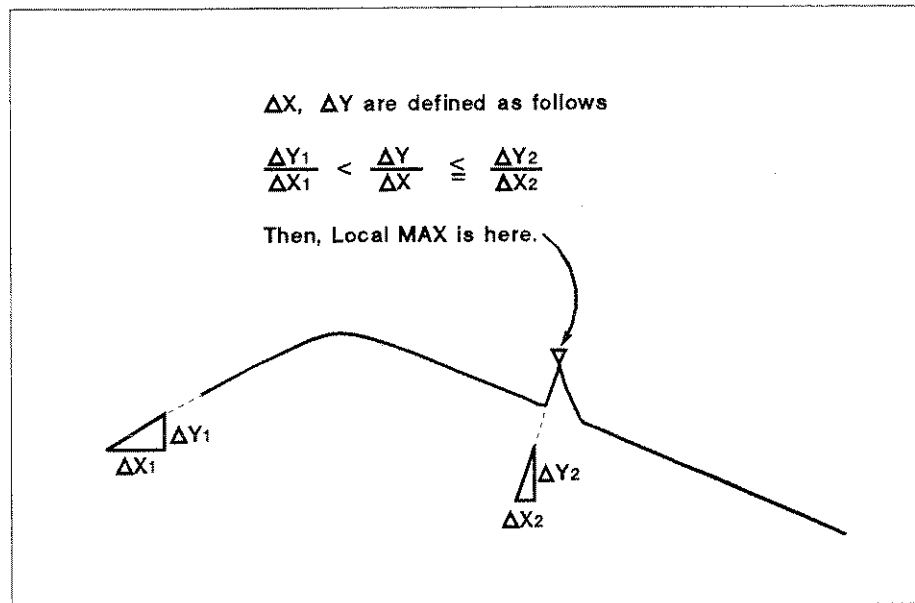 ΔX, ΔY are defined as follows
ΔY1/ΔX1 < ΔY/ΔX ≦ ΔY2/ΔX2
Then, Local MAX is here.
ΔY1
ΔX1
ΔY2
ΔX2